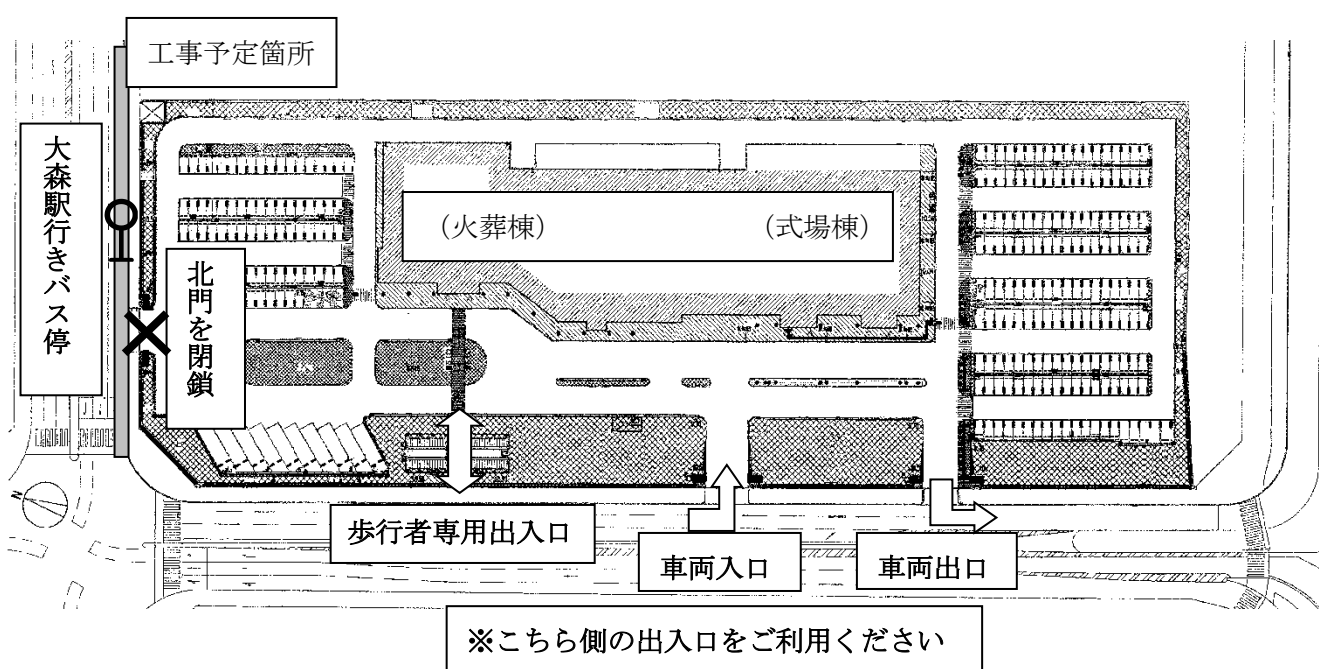 工事予定箇所
大森駅行きバス停
北門を閉鎖
(火葬棟)
(式場棟)
歩行者専用出入口
車両入口
車両出口
※こちら側の出入口をご利用ください
N